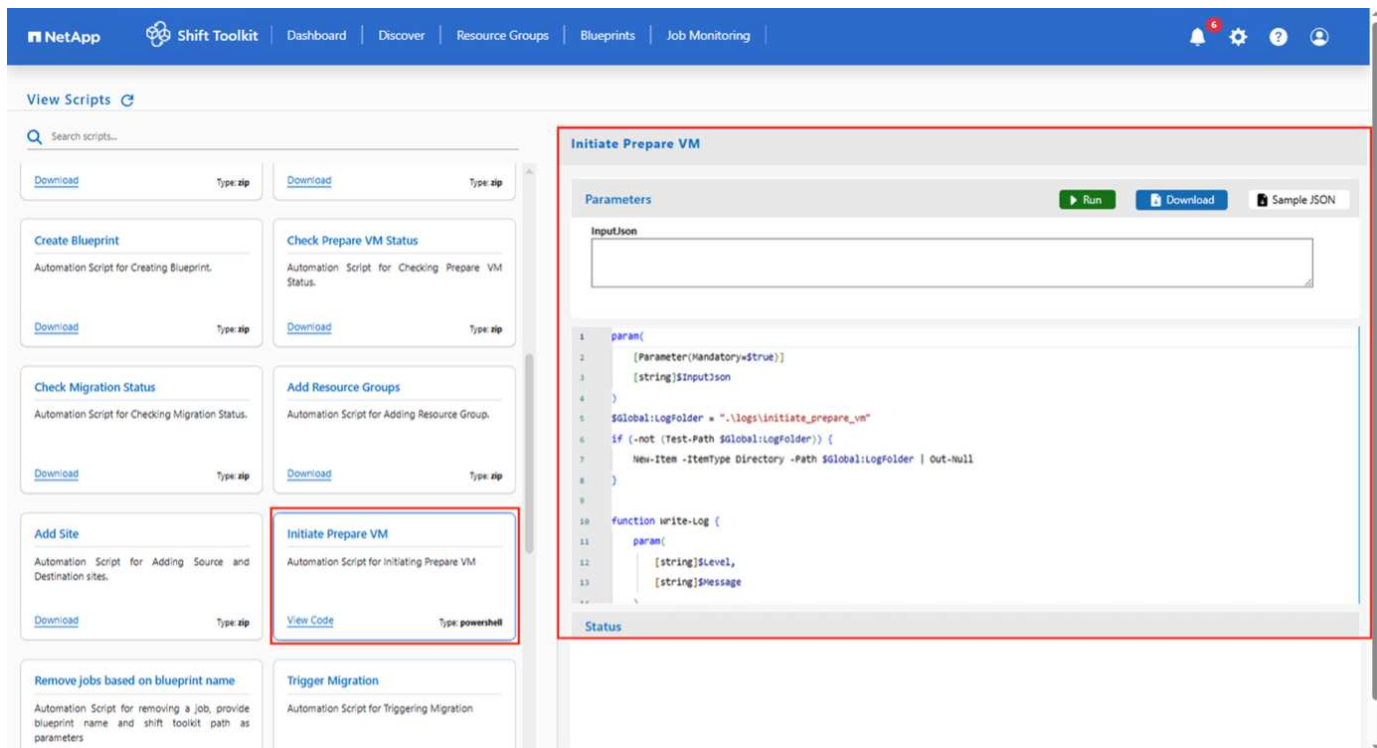 NetApp
Shift Toolkit
Dashboard
Discover
Resource Groups
Blueprints
Job Monitoring
6
View Scripts
Search scripts...
Download
Type: zip
Download
Type: zip
Create Blueprint
Automation Script for Creating Blueprint.
Download
Type: zip
Check Prepare VM Status
Automation Script for Checking Prepare VM
Status.
Download
Type: zip
Check Migration Status
Automation Script for Checking Migration Status.
Download
Type: zip
Add Resource Groups
Automation Script for Adding Resource Group.
Download
Type: zip
Add Site
Automation Script for Adding Source and
Destination sites.
Download
Type: zip
Initiate Prepare VM
Automation Script for Initiating Prepare VM
View Code
Type: powershell
Remove jobs based on blueprint name
Automation Script for removing a job, provide
blueprint name and shift toolkit path as
parameters
Trigger Migration
Automation Script for Triggering Migration
Initiate Prepare VM
Parameters
Run
Download
Sample JSON
InputJson
1 param(
2 [Parameter(Mandatory=$true)]
3 [string]$InputJson
4 )
5 $Global:LogFolder = ".\logs\initiate_prepare_vm"
6 if (-not (Test-Path $Global:LogFolder)) {
7 New-Item -ItemType Directory -Path $Global:LogFolder | Out-Null
8 }
9
10 function Write-Log {
11 param(
12 [string]$Level,
13 [string]$Message
Status